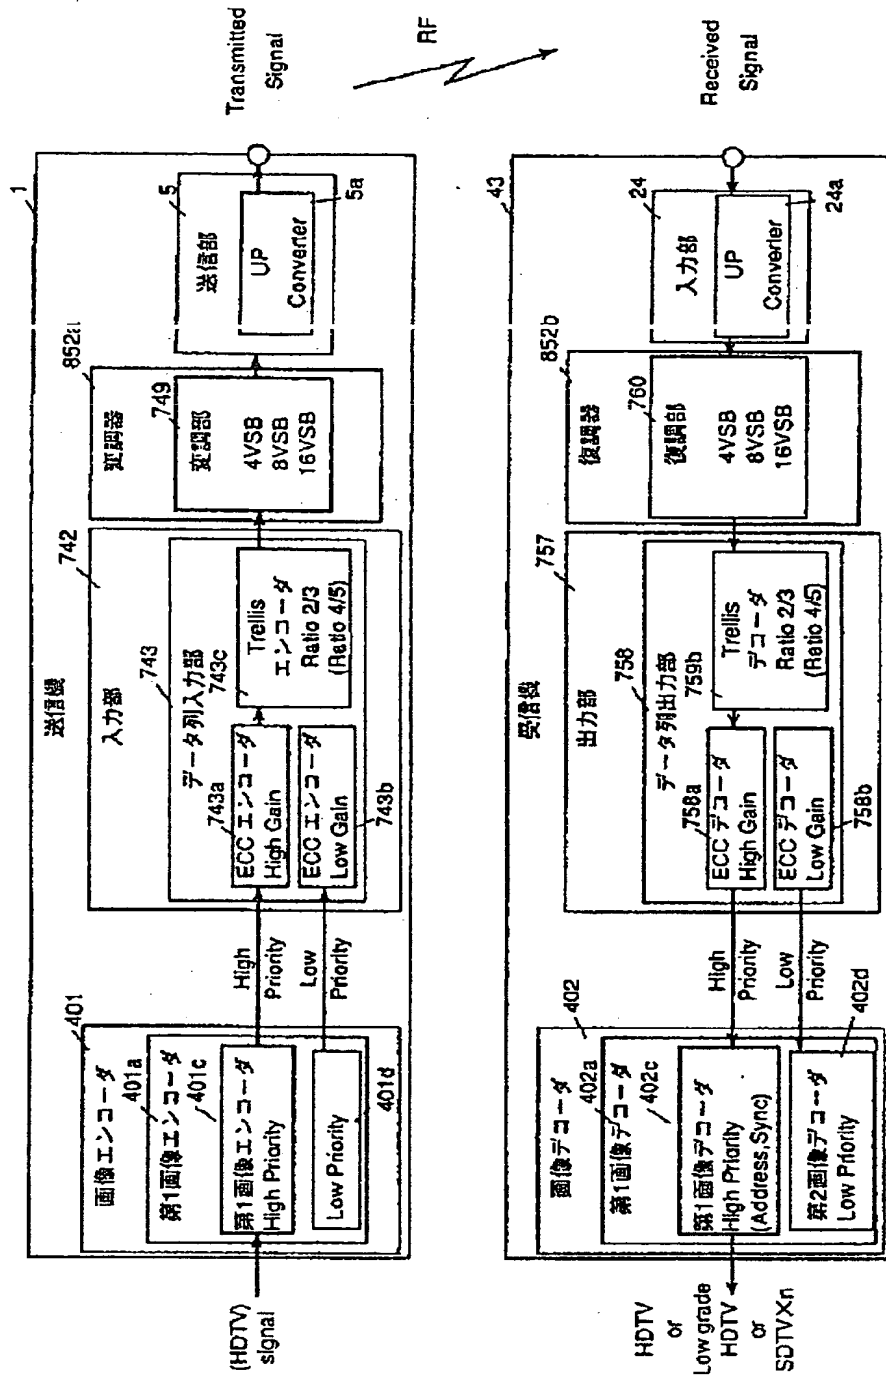 送信機
1
画像エンコーダ
401
第1画像エンコーダ
401a
401c
第1画像エンコーダ
High Priority
Low Priority
401d
(HDTV)
signal
High
Priority
Low
Priority
入力部
742
データ列入力部
743
743a
ECC エンコーダ
High Gain
ECC エンコーダ
Low Gain
743b
743c
Trellis
エンコーダ
Ratio 2/3
(Ratio 4/5)
変調器
852a
変調部
749
4VSB
8VSB
16VSB
送信部
5
UP
Converter
5a
Transmitted
Signal
RF
受信機
43
画像デコーダ
402
第1画像デコーダ
402a
402c
第1画像デコーダ
High Priority
(Address,Sync)
第2画像デコーダ
Low Priority
402d
HDTV
or
Low grade
HDTV
or
SDTV×n
High
Priority
Low
Priority
出力部
757
データ列出力部
758
758a
ECC デコーダ
High Gain
ECC デコーダ
Low Gain
758b
759b
Trellis
デコーダ
Ratio 2/3
(Ratio 4/5)
復調器
852b
復調部
760
4VSB
8VSB
16VSB
入力部
24
UP
Converter
24a
Received
Signal